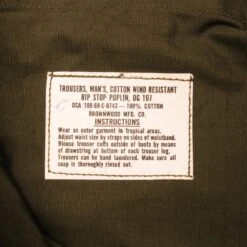 TROUSERS, MAN'S, COTTON WIND RESISTANT
RIP STOP POPLIN, OG 107
DSA 100-69-C-0742 — 100% COTTON
BROWNWOOD MFG. CO.
INSTRUCTIONS
Wear as outer garment in tropical areas.
Adjust waist size by straps on sides of waistband.
Blouse trouser cuffs outside of boots by means
of drawstring at bottom of each trouser leg.
Trousers can be hand laundered. Make sure all
soap is thoroughly rinsed out.